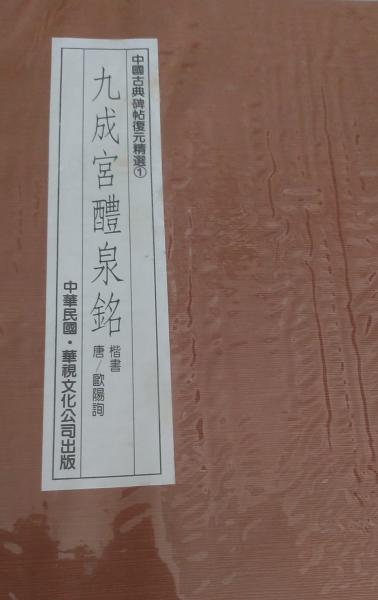 中國古典碑帖復元精選①
九成宮醴泉銘
楷書
唐/歐陽詢
中華民國・華視文化公司出版